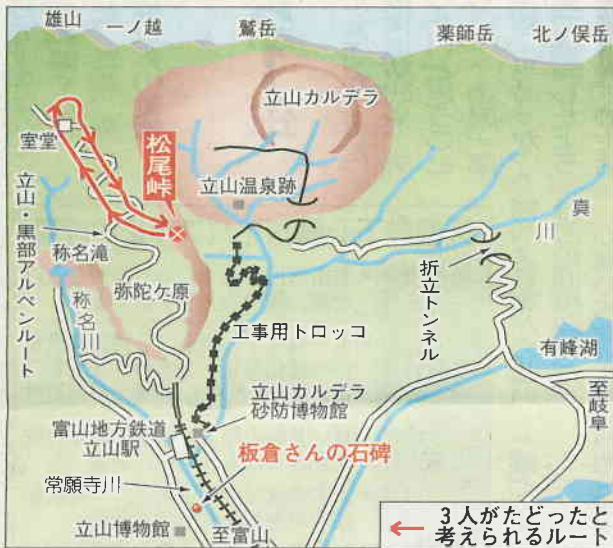 雄山
一ノ越
鷲岳
薬師岳
北ノ俣岳
立山カルデラ
室堂
松尾峠
立山温泉跡
真川
立山・黒部アルペンルート
称名滝
称名川
弥陀ケ原
折立トンネル
工事用トロッコ
有峰湖
至岐阜
立山カルデラ
砂防博物館
富山地方鉄道
立山駅
板倉さんの石碑
常願寺川
立山博物館
至富山
3人がたどったと
考えられるルート